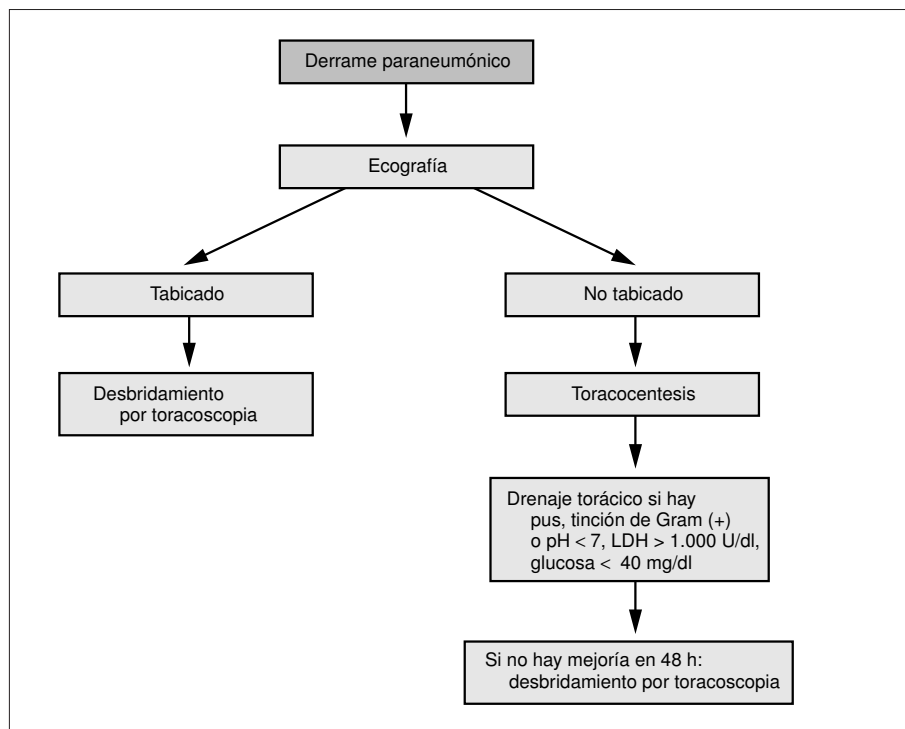 Derrame paraneumónico
Ecografía
Tabicado
No tabicado
Desbridamiento
por toracoscopia
Toracocentesis
Drenaje torácico si hay
pus, tinción de Gram (+)
o pH < 7, LDH > 1.000 U/dl,
glucosa < 40 mg/dl
Si no hay mejoría en 48 h:
desbridamiento por toracoscopia